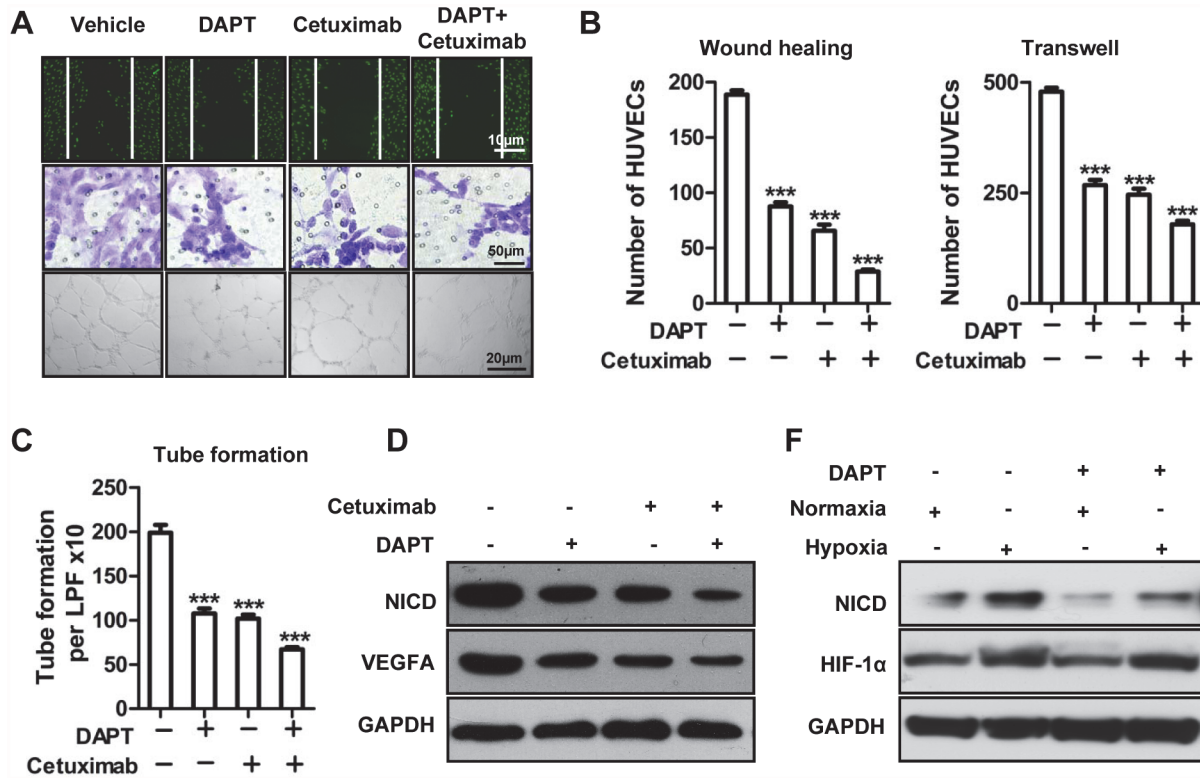 A
Vehicle DAPT Cetuximab DAPT+
Cetuximab
10µm
50µm
20µm
B
Wound healing
Number of HUVECs
200
150
100
50
0
*** *** ***
DAPT − + − +
Cetuximab − − + +
Transwell
Number of HUVECs
500
250
0
*** *** ***
DAPT − + − +
Cetuximab − − + +
C
Tube formation
Tube formation
per LPF x10
250
200
150
100
50
0
*** *** ***
DAPT − + − +
Cetuximab − − + +
D
Cetuximab - - + +
DAPT - + - +
NICD
VEGFA
GAPDH
F
DAPT - - + +
Normaxia + - + -
Hypoxia - + - +
NICD
HIF-1α
GAPDH